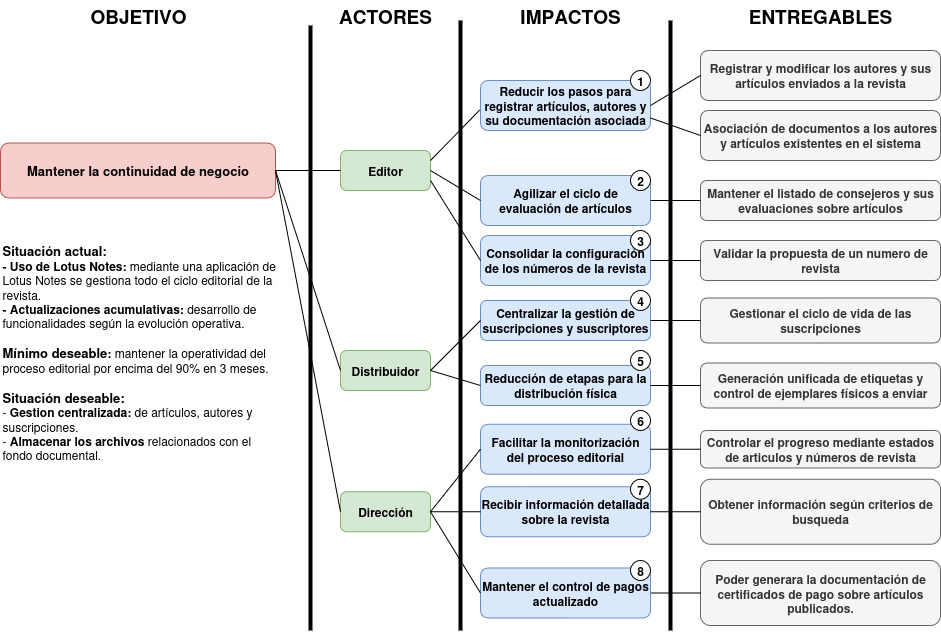 OBJETIVO
ACTORES
IMPACTOS
ENTREGABLES
Mantener la continuidad de negocio
Situación actual:
- Uso de Lotus Notes: mediante una aplicación de
Lotus Notes se gestiona todo el ciclo editorial de la
revista.
- Actualizaciones acumulativas: desarrollo de
funcionalidades según la evolución operativa.
Mínimo deseable: mantener la operatividad del
proceso editorial por encima del 90% en 3 meses.
Situación deseable:
- Gestion centralizada: de artículos, autores y
suscripciones.
- Almacenar los archivos relacionados con el
fondo documental.
Editor
Distribuidor
Dirección
1
Reducir los pasos para
registrar artículos, autores y
su documentación asociada
2
Agilizar el ciclo de
evaluación de artículos
3
Consolidar la configuración
de los números de la revista
4
Centralizar la gestión de
suscripciones y suscriptores
5
Reducción de etapas para la
distribución física
6
Facilitar la monitorización
del proceso editorial
7
Recibir información detallada
sobre la revista
8
Mantener el control de pagos
actualizado
Registrar y modificar los autores y sus
artículos enviados a la revista
Asociación de documentos a los autores
y artículos existentes en el sistema
Mantener el listado de consejeros y sus
evaluaciones sobre artículos
Validar la propuesta de un numero de
revista
Gestionar el ciclo de vida de las
suscripciones
Generación unificada de etiquetas y
control de ejemplares físicos a enviar
Controlar el progreso mediante estados
de articulos y números de revista
Obtener información según criterios de
busqueda
Poder generara la documentación de
certificados de pago sobre artículos
publicados.